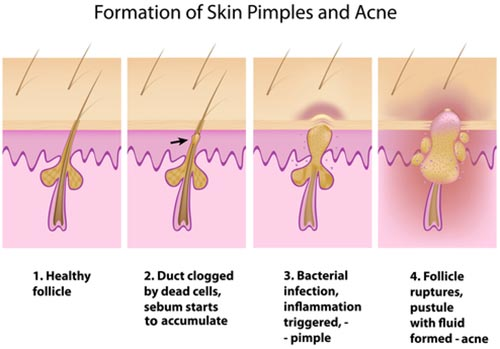 Formation of Skin Pimples and Acne
1. Healthy
follicle
2. Duct clogged
by dead cells,
sebum starts
to accumulate
3. Bacterial
infection,
inflammation
triggered, -
- pimple
4. Follicle
ruptures,
pustule
with fluid
formed - acne